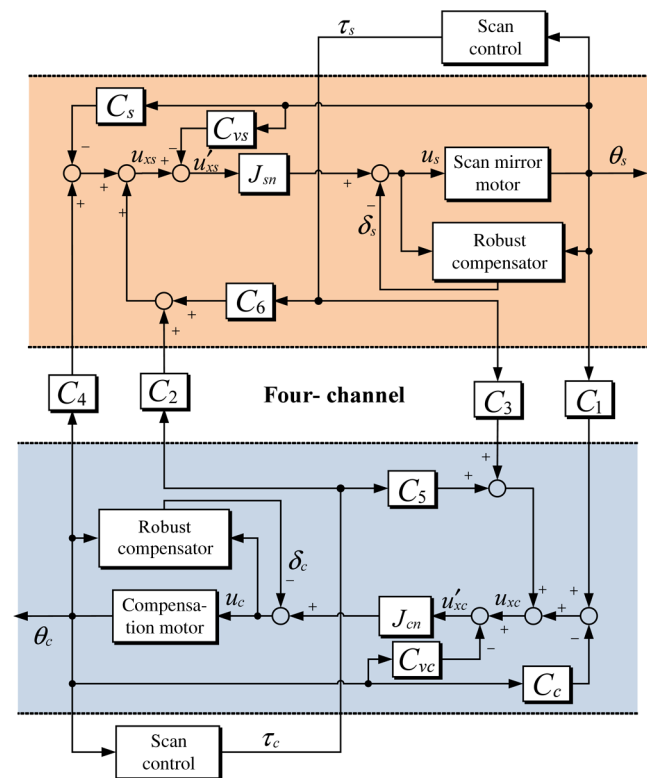 τs
Scan
control
Cs
Cvs
uxs
u′xs
Jsn
us
Scan mirror
motor
θs
δs
Robust
compensator
C6
C4
C2
Four- channel
C3
C1
C5
Robust
compensator
δc
uc
Compensa-
tion motor
θc
Jcn
u′xc
uxc
Cvc
Cc
Scan
control
τc
+ + + + + + + + + + + + + + +
− − − − − −